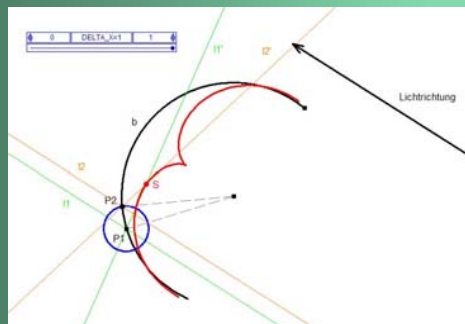 0 DELTA_X=1 1
l1'
l2'
Lichtrichtung
b
l2
S
P2
l1
P1